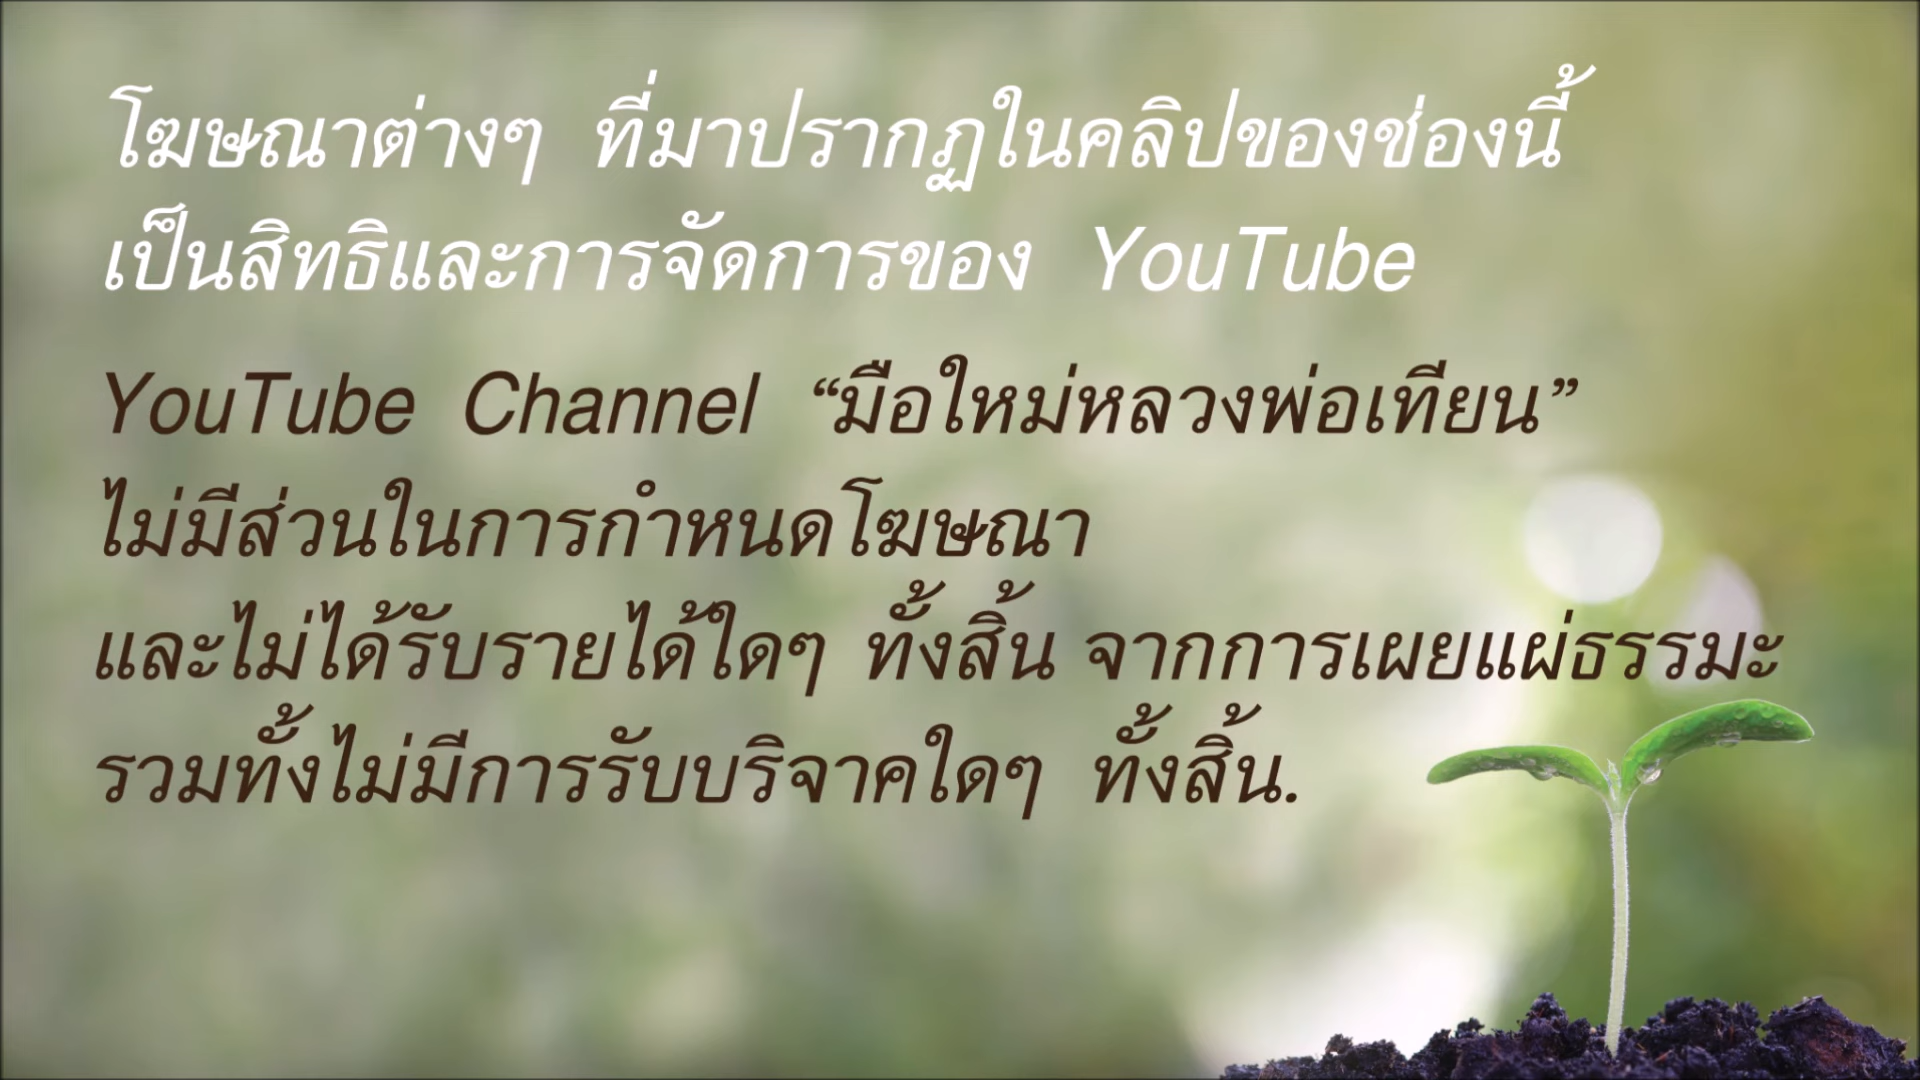 โฆษณาต่างๆ ที่มาปรากฏในคลิปของช่องนี้
เป็นสิทธิและการจัดการของ YouTube
YouTube Channel “มือใหม่หลวงพ่อเทียน”
ไม่มีส่วนในการกำหนดโฆษณา
และไม่ได้รับรายได้ใดๆ ทั้งสิ้น จากการเผยแผ่ธรรมะ
รวมทั้งไม่มีการรับบริจาคใดๆ ทั้งสิ้น.